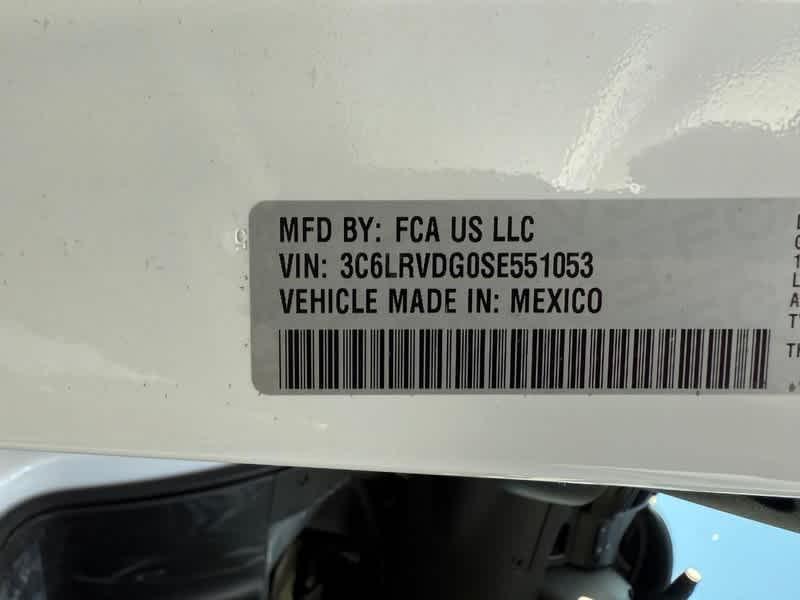 MFD BY: FCA US LLC
VIN: 3C6LRVDG0SE551053
VEHICLE MADE IN: MEXICO